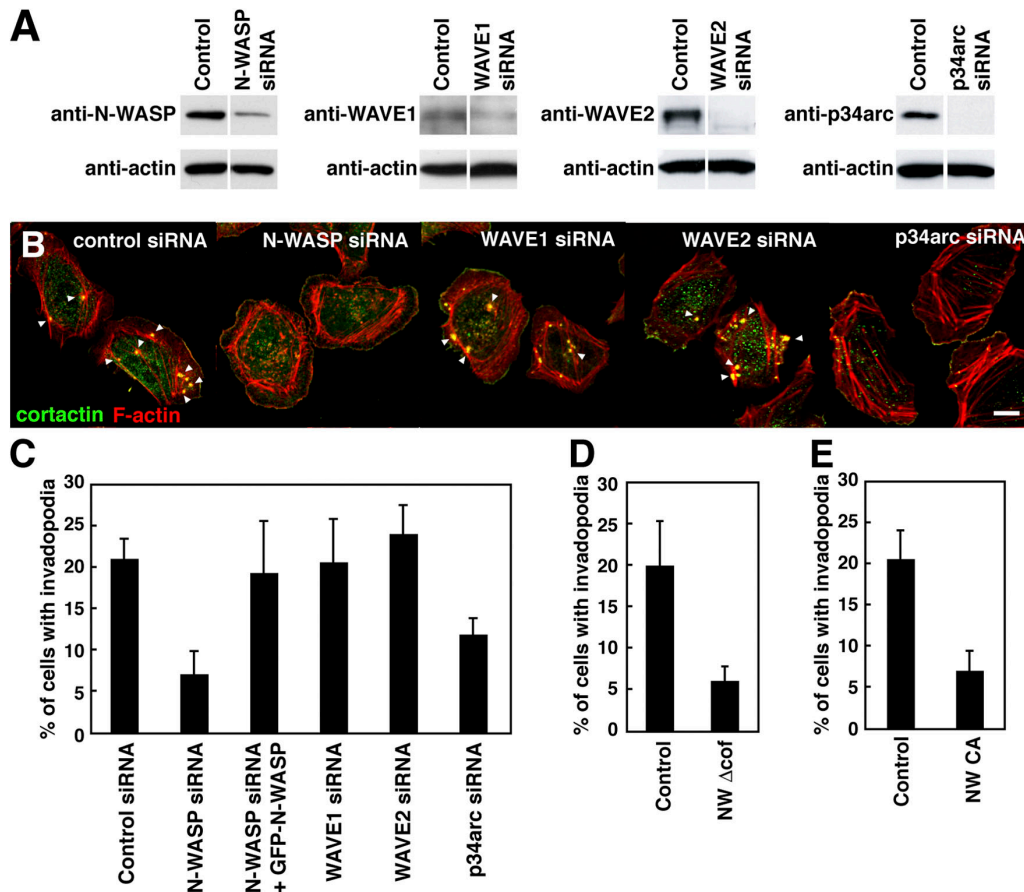 A
Control
N-WASP
siRNA
Control
WAVE1
siRNA
Control
WAVE2
siRNA
Control
p34arc
siRNA
anti-N-WASP
anti-WAVE1
anti-WAVE2
anti-p34arc
anti-actin
anti-actin
anti-actin
anti-actin
B
control siRNA
N-WASP siRNA
WAVE1 siRNA
WAVE2 siRNA
p34arc siRNA
cortactin F-actin
C
% of cells with invadopodia
30
25
20
15
10
5
0
Control siRNA
N-WASP siRNA
N-WASP siRNA
+ GFP-N-WASP
WAVE1 siRNA
WAVE2 siRNA
p34arc siRNA
D
% of cells with invadopodia
30
25
20
15
10
5
0
Control
NW Δcof
E
% of cells with invadopodia
30
25
20
15
10
5
0
Control
NW CA